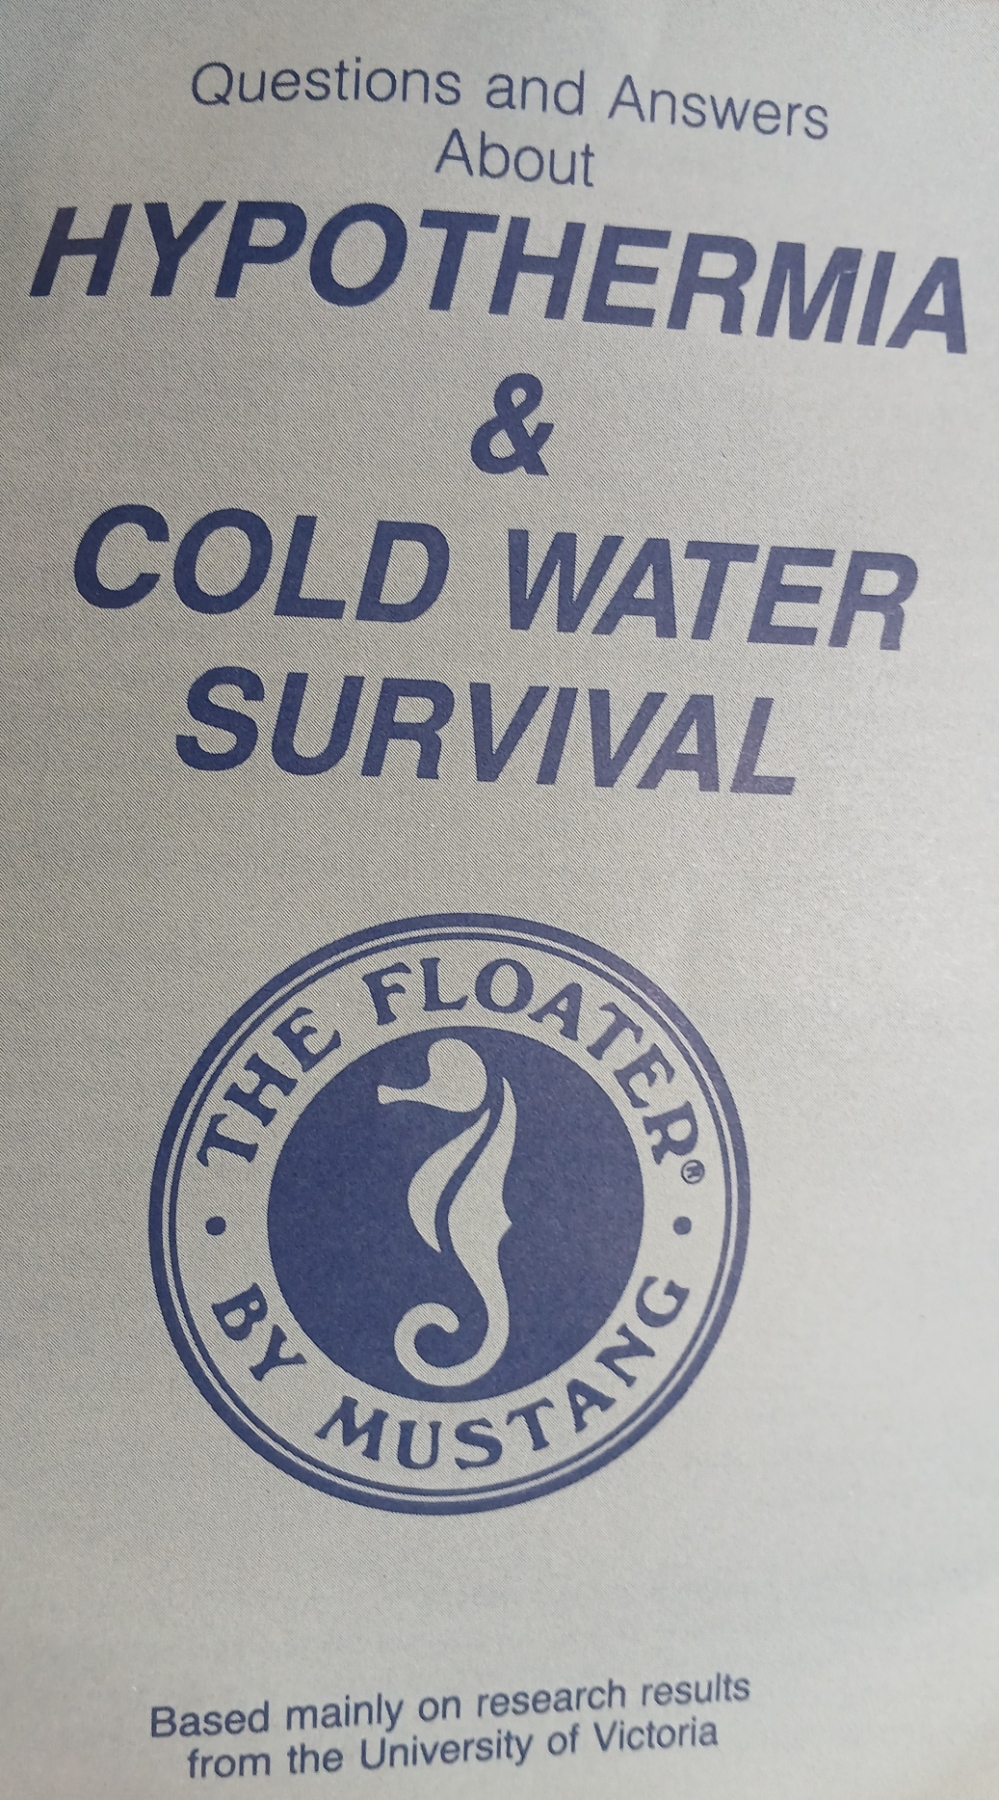 Questions and Answers
About
HYPOTHERMIA
&
COLD WATER
SURVIVAL
THE FLOATER®
BY MUSTANG
Based mainly on research results
from the University of Victoria